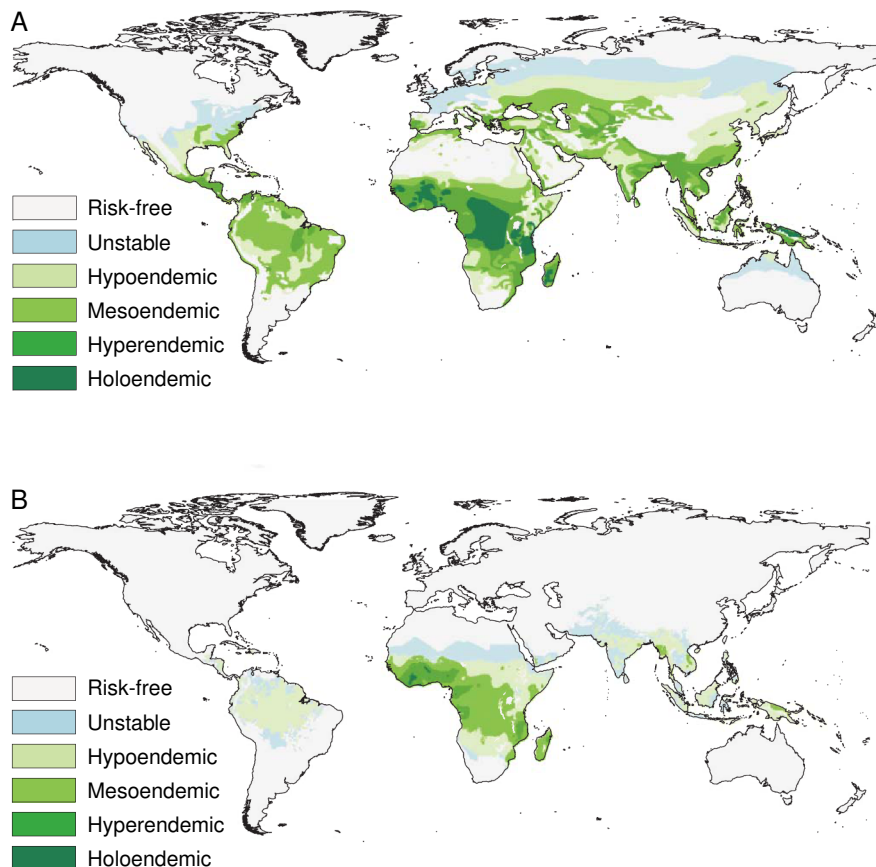 A
Risk-free
Unstable
Hypoendemic
Mesoendemic
Hyperendemic
Holoendemic
B
Risk-free
Unstable
Hypoendemic
Mesoendemic
Hyperendemic
Holoendemic